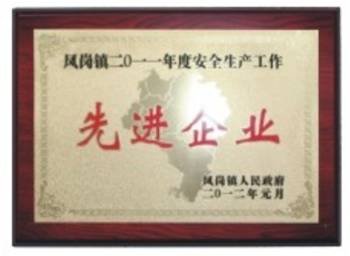 凤岗镇二〇一一年度安全生产工作
先进企业
凤岗镇人民政府
二〇一二年元月